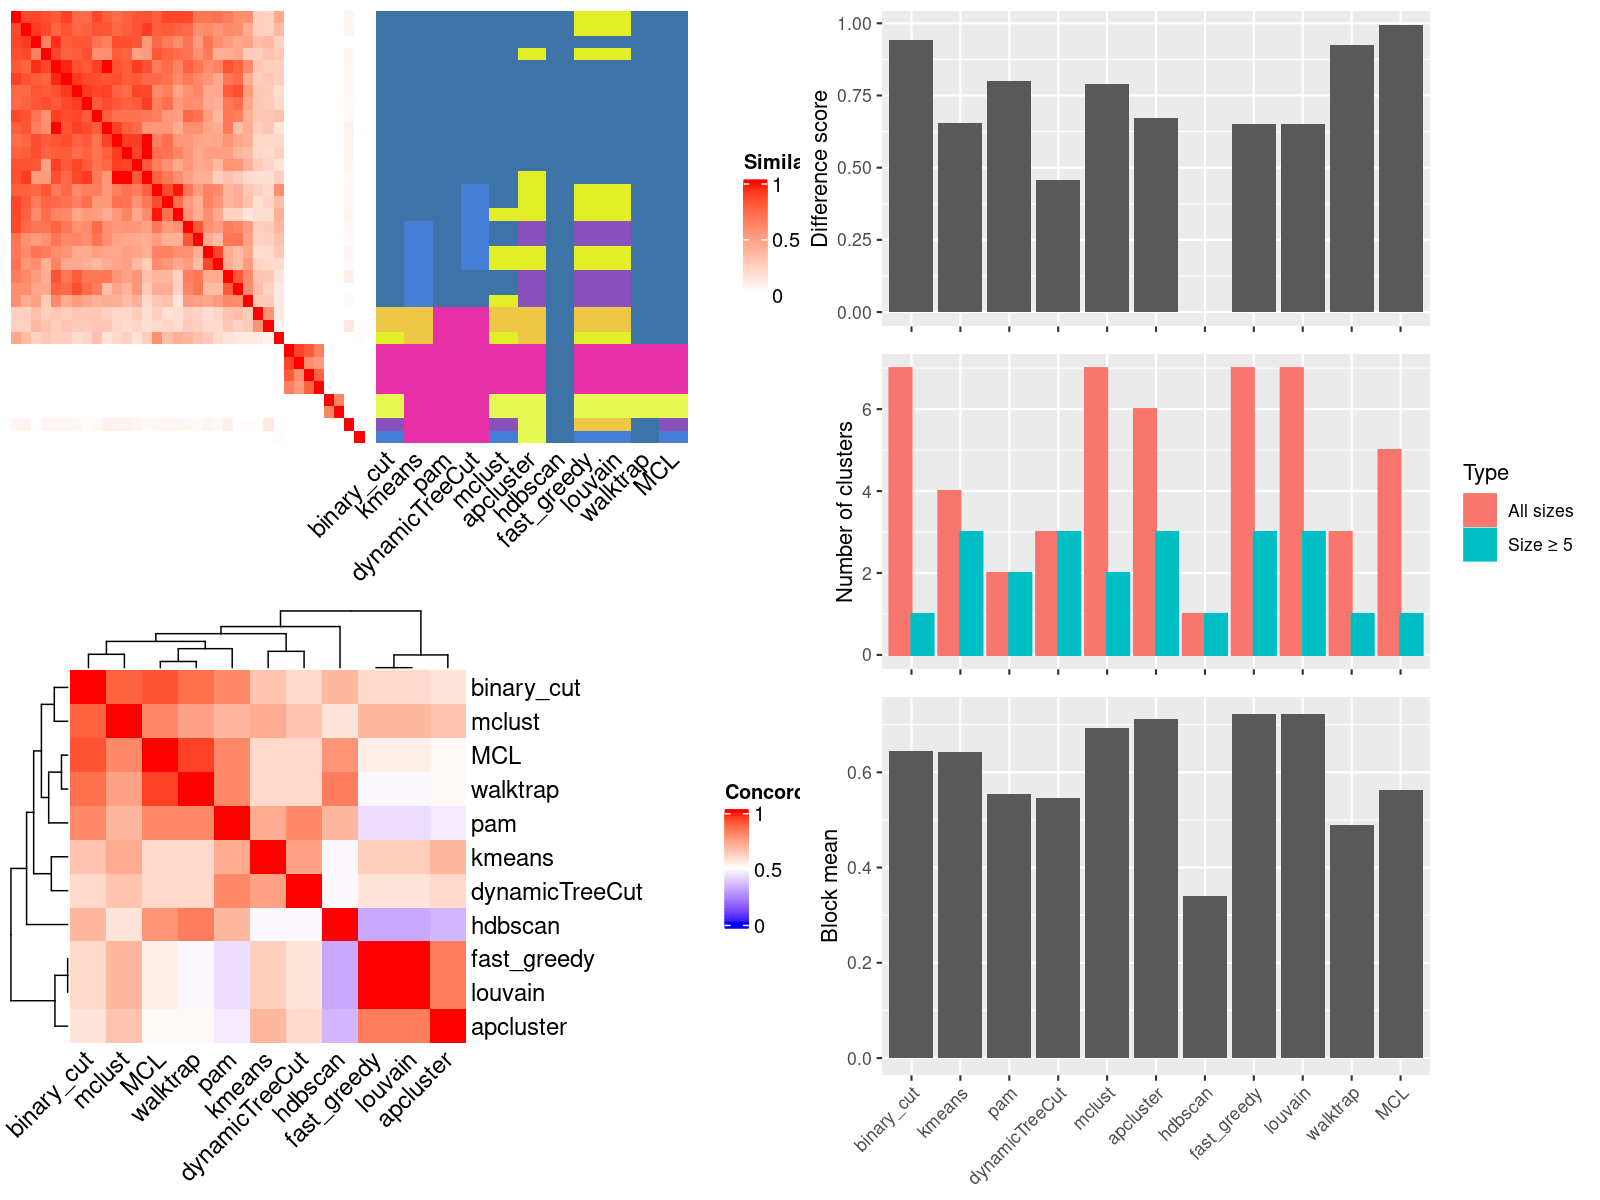 Simila
1
0.5
0
binary_cut
kmeans
pam
dynamicTreeCut
mclust
apcluster
hdbscan
fast_greedy
louvain
walktrap
MCL
Difference score
1.00
0.75
0.50
0.25
0.00
Number of clusters
6
4
2
0
Type
All sizes
Size ≥ 5
binary_cut
mclust
MCL
walktrap
pam
kmeans
dynamicTreeCut
hdbscan
fast_greedy
louvain
apcluster
binary_cut
mclust
MCL
walktrap
pam
kmeans
dynamicTreeCut
hdbscan
fast_greedy
louvain
apcluster
Concord
1
0.5
0
Block mean
0.6
0.4
0.2
0.0
binary_cut
kmeans
pam
dynamicTreeCut
mclust
apcluster
hdbscan
fast_greedy
louvain
walktrap
MCL